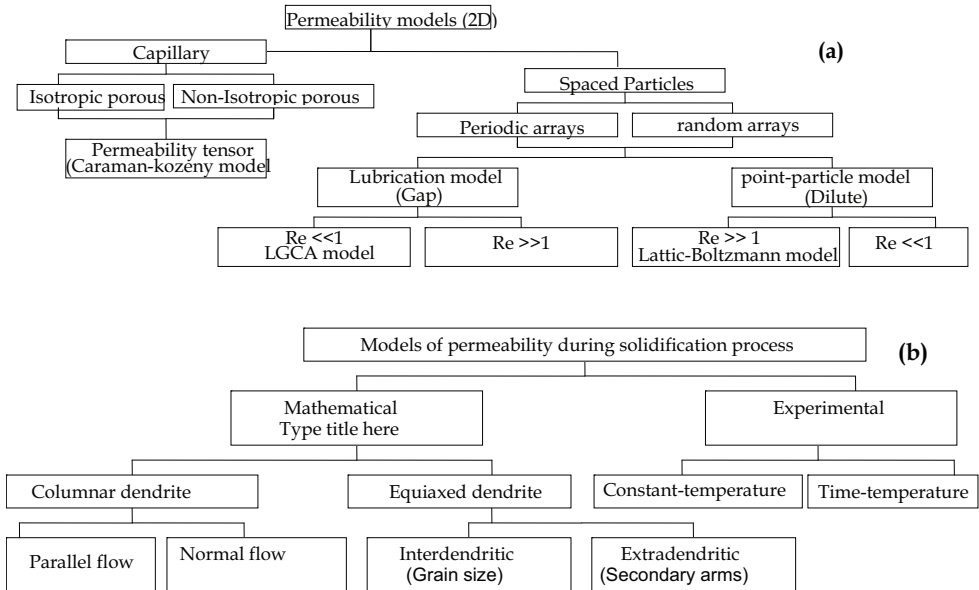 Permeability models (2D)
(a)
Capillary
Spaced Particles
Isotropic porous
Non-Isotropic porous
Periodic arrays
random arrays
Permeability tensor
(Caraman-kozeny model
Lubrication model
(Gap)
point-particle model
(Dilute)
Re <<1
LGCA model
Re >>1
Re >> 1
Lattic-Boltzmann model
Re <<1
Models of permeability during solidification process
(b)
Mathematical
Type title here
Experimental
Columnar dendrite
Equiaxed dendrite
Constant-temperature
Time-temperature
Parallel flow
Normal flow
Interdendritic
(Grain size)
Extradendritic
(Secondary arms)